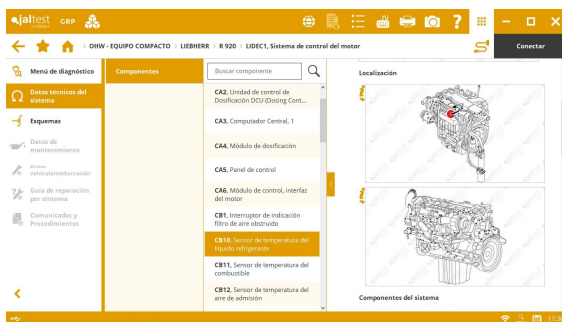 jaltest GRP
OHW - EQUIPO COMPACTO > LIEBHERR > R 920 > LIDEC1, Sistema de control del motor
Conectar
Menú de diagnóstico
Datos técnicos del
sistema
Esquemas
Datos de
mantenimiento
vehículo/embarcación
Guía de reparación
por síntoma
Comunicados y
Procedimientos
Componentes
Buscar componente
CA2, Unidad de control de
Dosificación DCU (Dosing Cont...
CA3, Computador Central, 1
CA4, Módulo de dosificación
CA5, Panel de control
CA6, Módulo de control, interfaz
del motor
CB1, Interruptor de indicación
filtro de aire obstruido
CB10, Sensor de temperatura del
líquido refrigerante
CB11, Sensor de temperatura del
combustible
CB12, Sensor de temperatura del
aire de admisión
Localización
Componentes del sistema